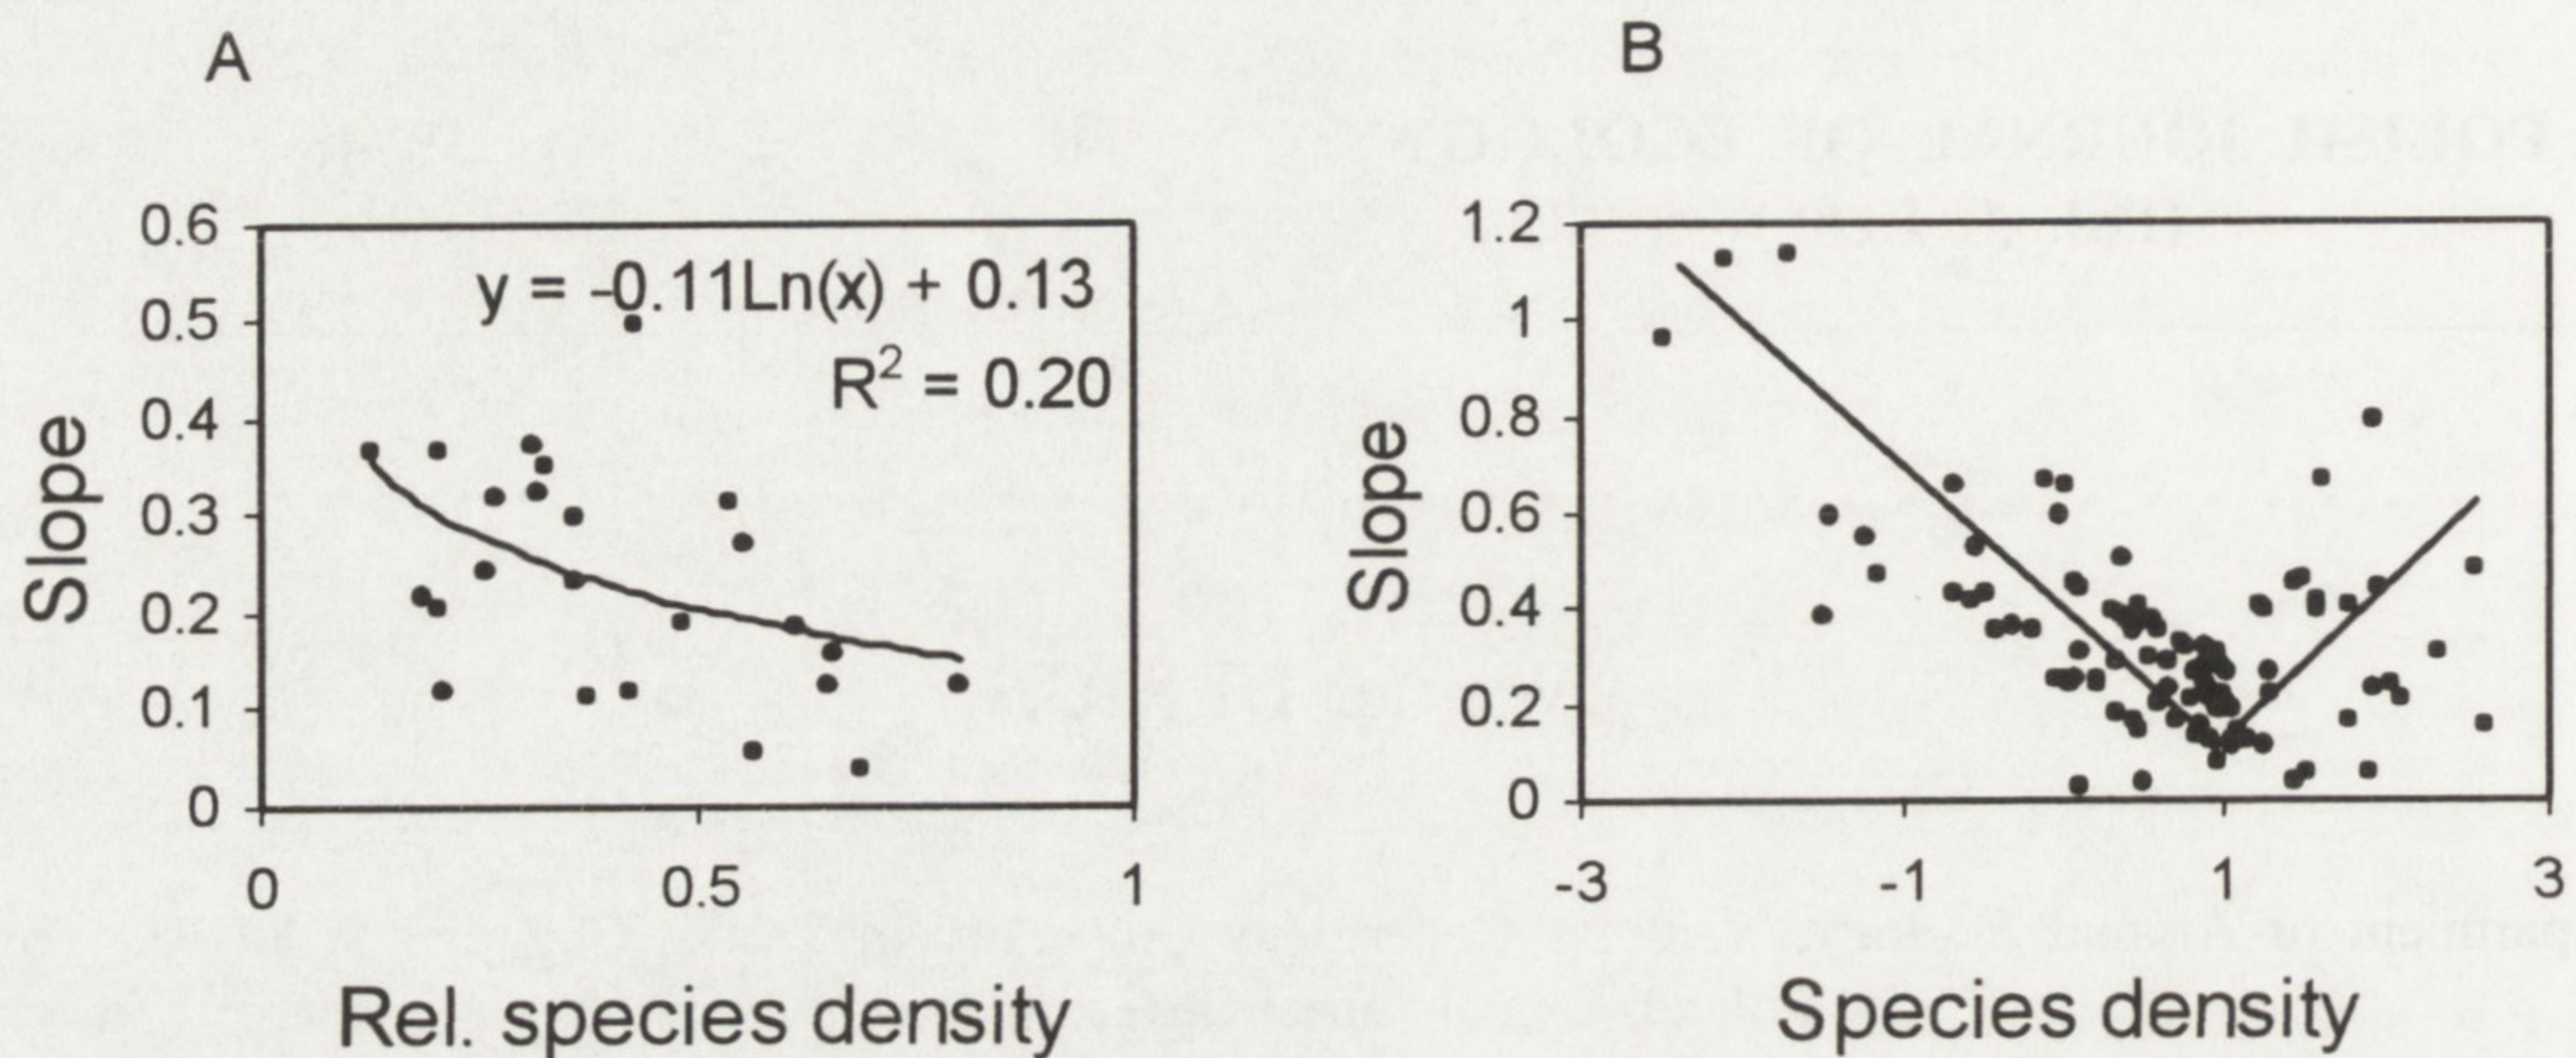 A
B
0.6
0.5
0.4
0.3
0.2
0.1
0
y = -0.11Ln(x) + 0.13
R² = 0.20
Slope
0 0.5 1
Rel. species density
1.2
1
0.8
0.6
0.4
0.2
0
Slope
-3 -1 1 3
Species density